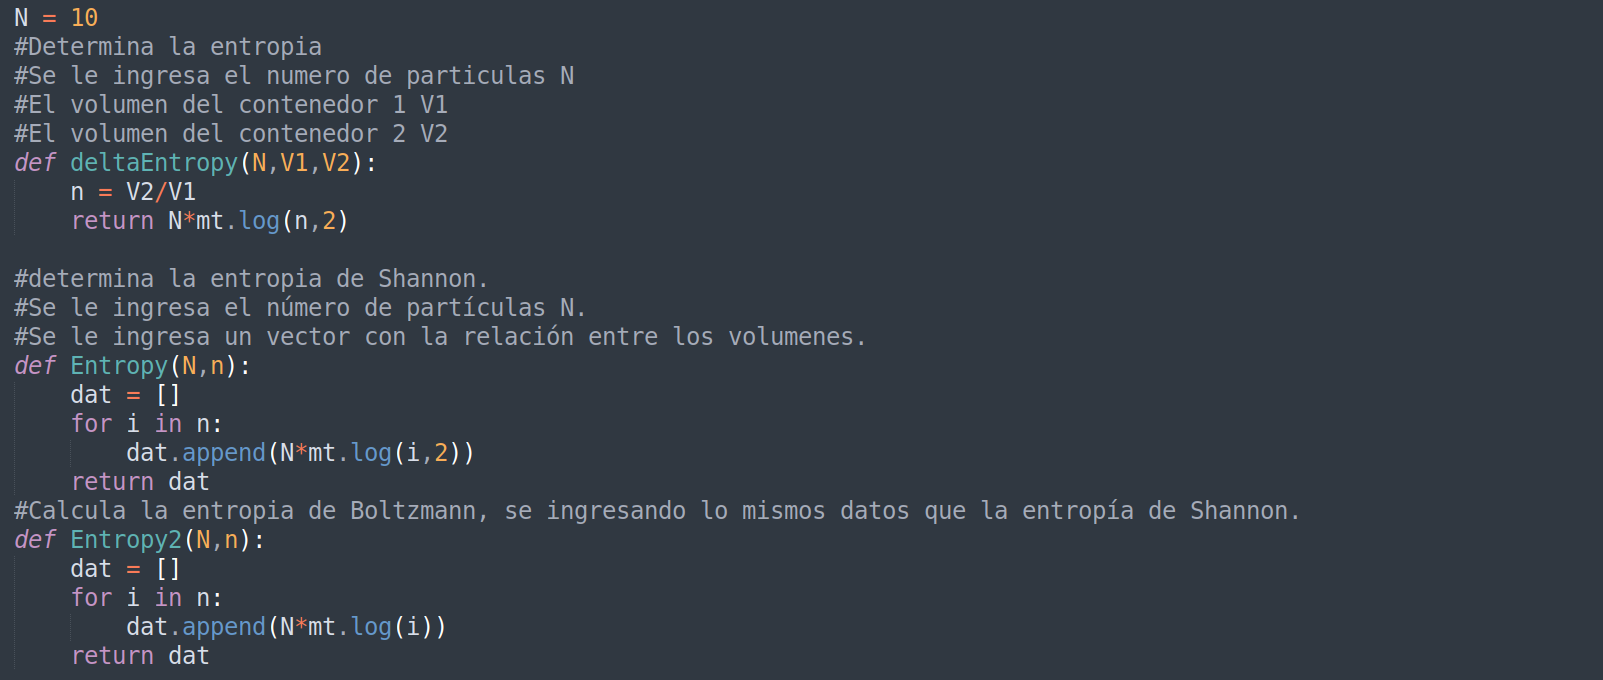 N = 10
#Determina la entropia
#Se le ingresa el numero de particulas N
#El volumen del contenedor 1 V1
#El volumen del contenedor 2 V2
def deltaEntropy(N,V1,V2):
    n = V2/V1
    return N*mt.log(n,2)

#determina la entropia de Shannon.
#Se le ingresa el número de partículas N.
#Se le ingresa un vector con la relación entre los volumenes.
def Entropy(N,n):
    dat = []
    for i in n:
        dat.append(N*mt.log(i,2))
    return dat
#Calcula la entropia de Boltzmann, se ingresando lo mismos datos que la entropía de Shannon.
def Entropy2(N,n):
    dat = []
    for i in n:
        dat.append(N*mt.log(i))
    return dat